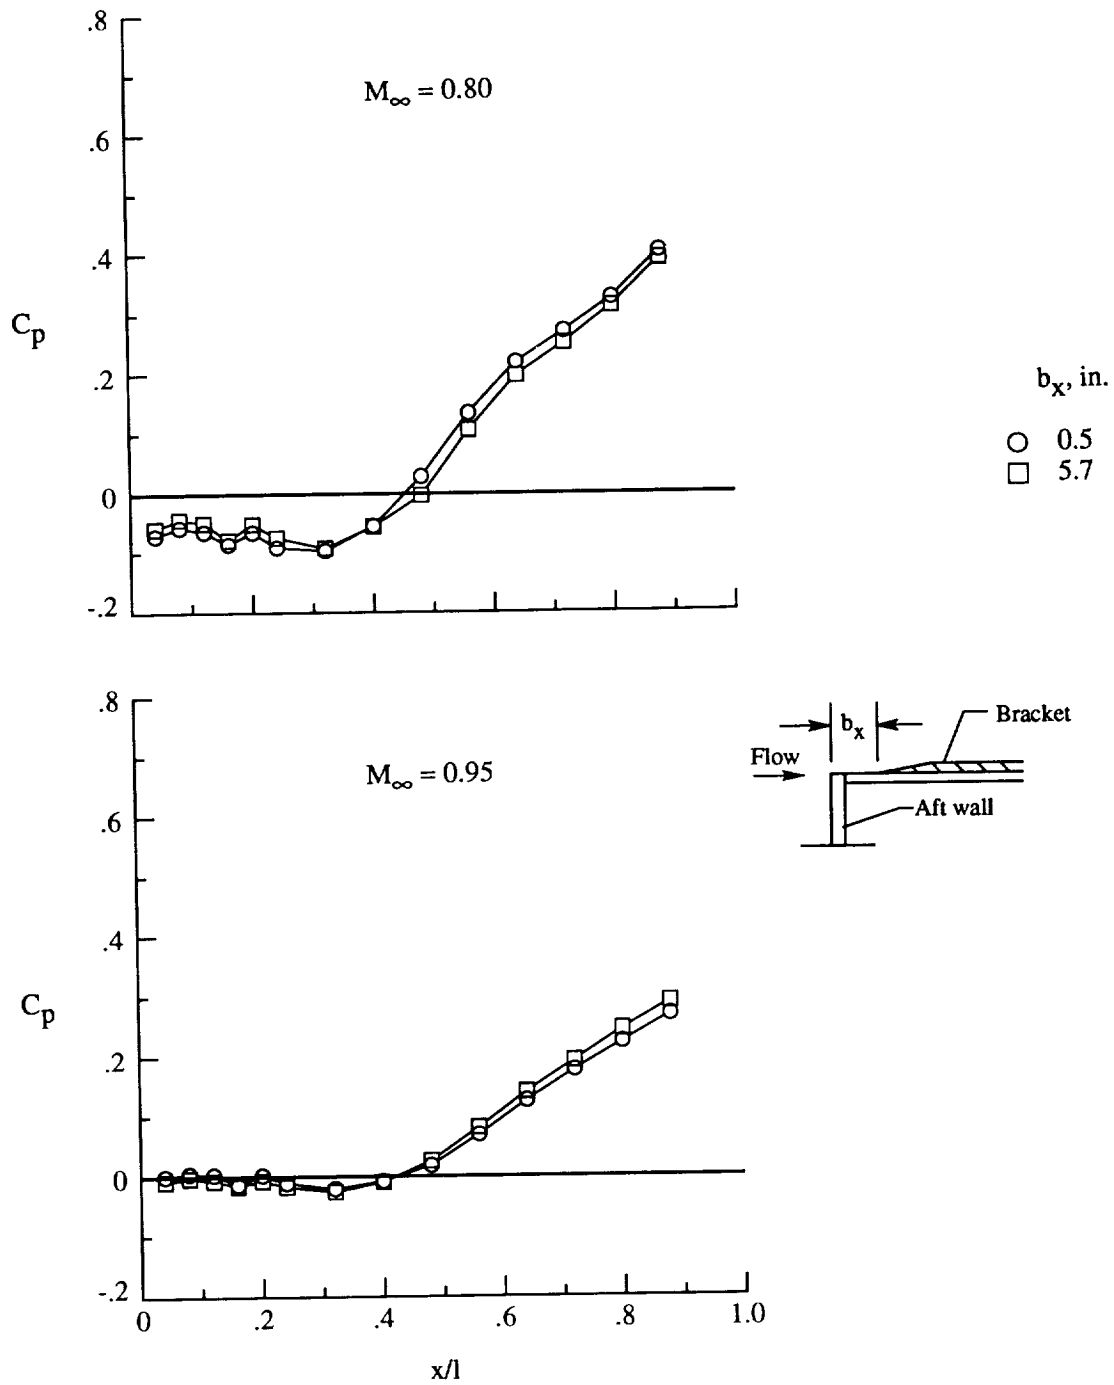 .8
M∞ = 0.80
.6
.4
Cp
.2
0
-.2
bx, in.
0.5
5.7
.8
M∞ = 0.95
.6
.4
Cp
.2
0
-.2
0 .2 .4 .6 .8 1.0
x/l
bx
Bracket
Flow
Aft wall